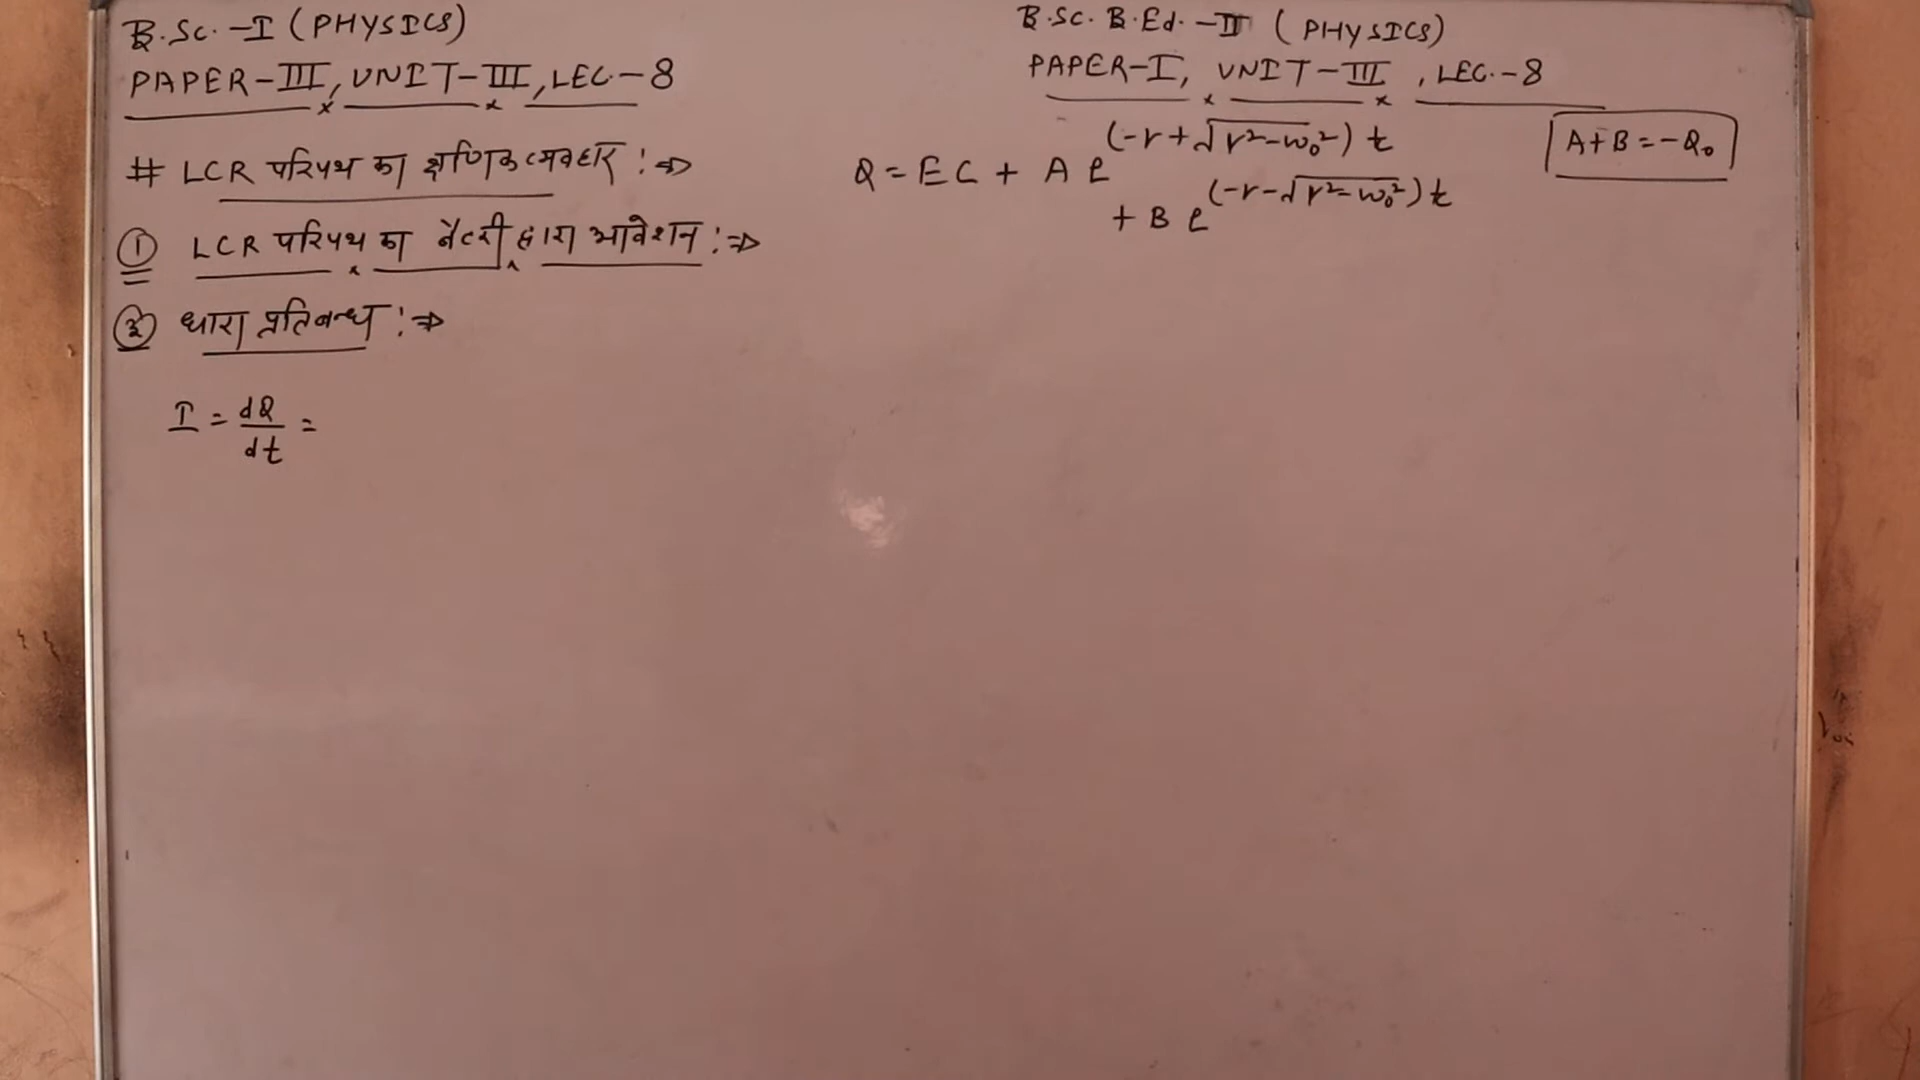 B.Sc.-I (PHYSICS)
PAPER-III, UNIT-III, LEC.-8
# LCR परिपथ का क्षणिक व्यवहार :⇒
① LCR परिपथ का बैटरी द्वारा आवेशन :⇒
② धारा प्रतिबन्ध :⇒
I = dQ/dt =
B.Sc. B.Ed.-II (PHYSICS)
PAPER-I, UNIT-III, LEC.-8
Q = EC + A e^(-r+√r²-ω₀²) t
+ B e^(-r-√r²-ω₀²) t
A+B = -Q₀